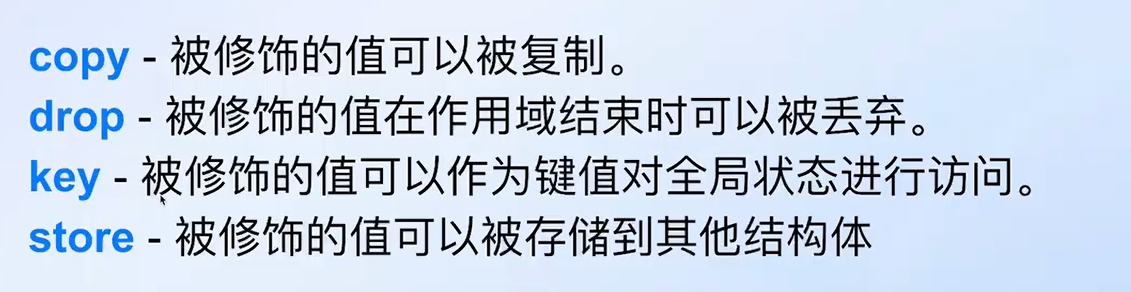 copy - 被修饰的值可以被复制。
drop - 被修饰的值在作用域结束时可以被丢弃。
key - 被修饰的值可以作为键值对全局状态进行访问。
store - 被修饰的值可以被存储到其他结构体